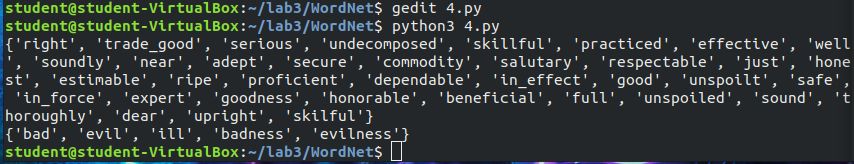 student@student-VirtualBox:~/lab3/WordNet$ gedit 4.py
student@student-VirtualBox:~/lab3/WordNet$ python3 4.py
{'right', 'trade_good', 'serious', 'undecomposed', 'skillful', 'practiced', 'effective', 'well'
, 'soundly', 'near', 'adept', 'secure', 'commodity', 'salutary', 'respectable', 'just', 'hone
st', 'estimable', 'ripe', 'proficient', 'dependable', 'in_effect', 'good', 'unspoilt', 'safe',
'in_force', 'expert', 'goodness', 'honorable', 'beneficial', 'full', 'unspoiled', 'sound', 't
horoughly', 'dear', 'upright', 'skilful'}
{'bad', 'evil', 'ill', 'badness', 'evilness'}
student@student-VirtualBox:~/lab3/WordNet$